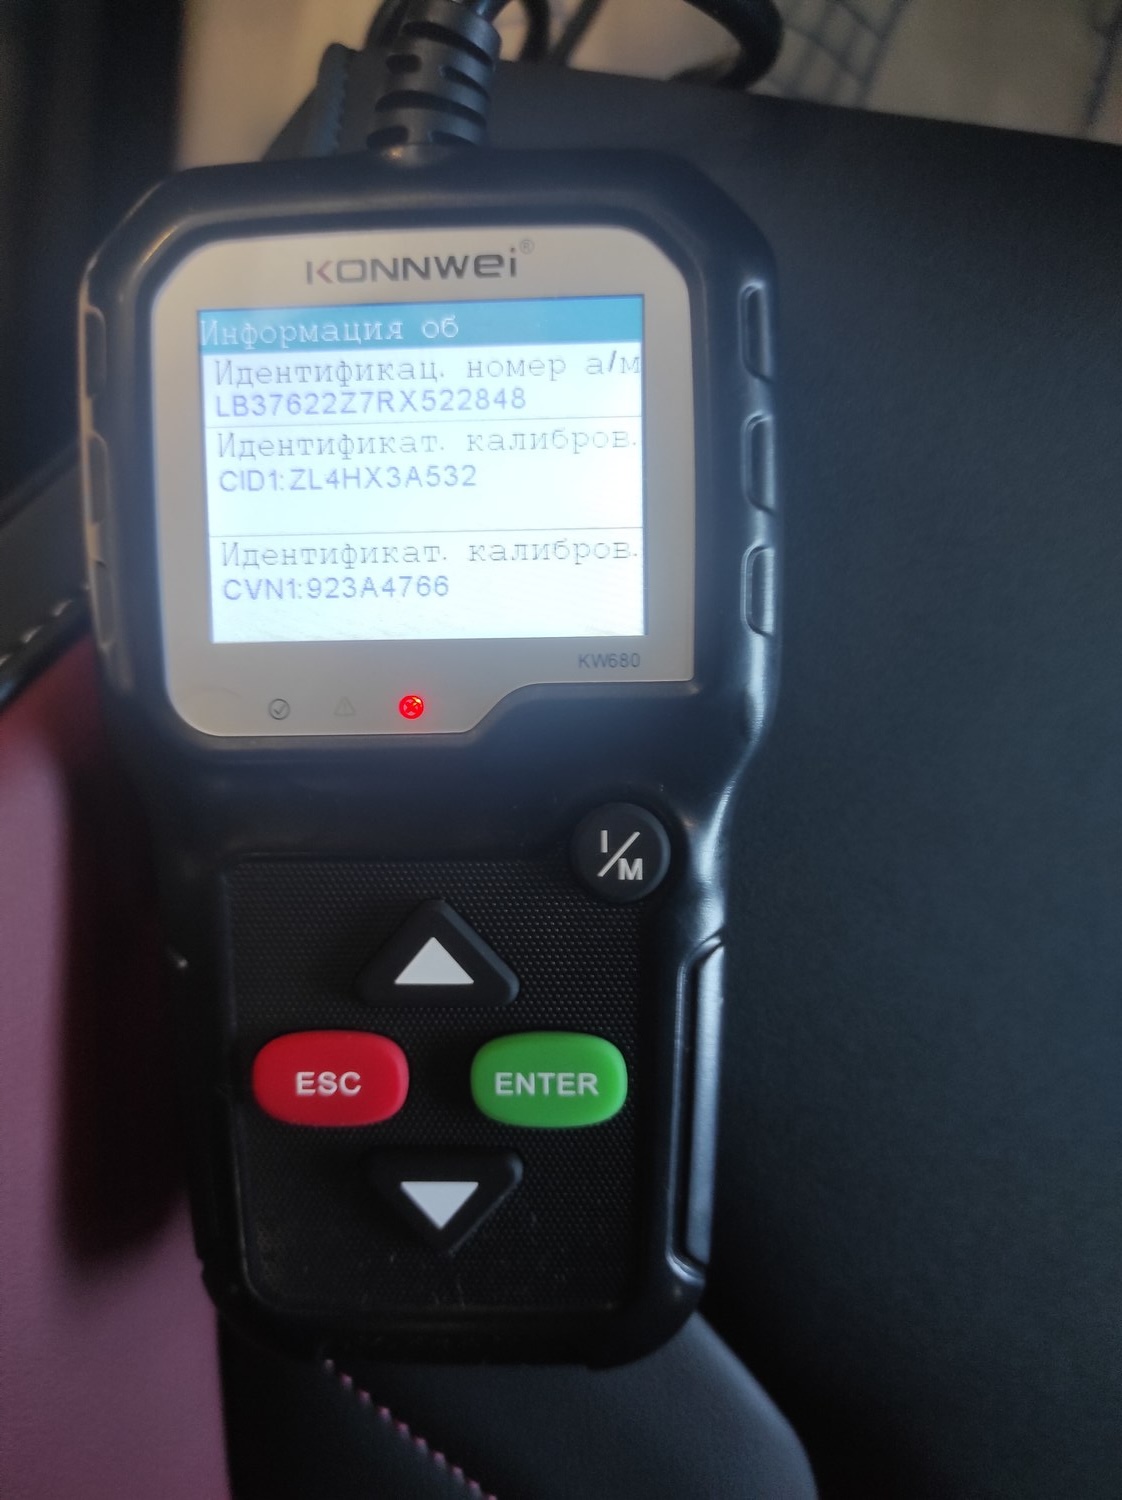 KONNWEI®
Информация об
Идентификац. номер а/м
LB37622Z7RX522848
Идентификат. калибров.
CID1:ZL4HX3A532
Идентификат. калибров.
CVN1:923A4766
KW680
I/M
ESC
ENTER